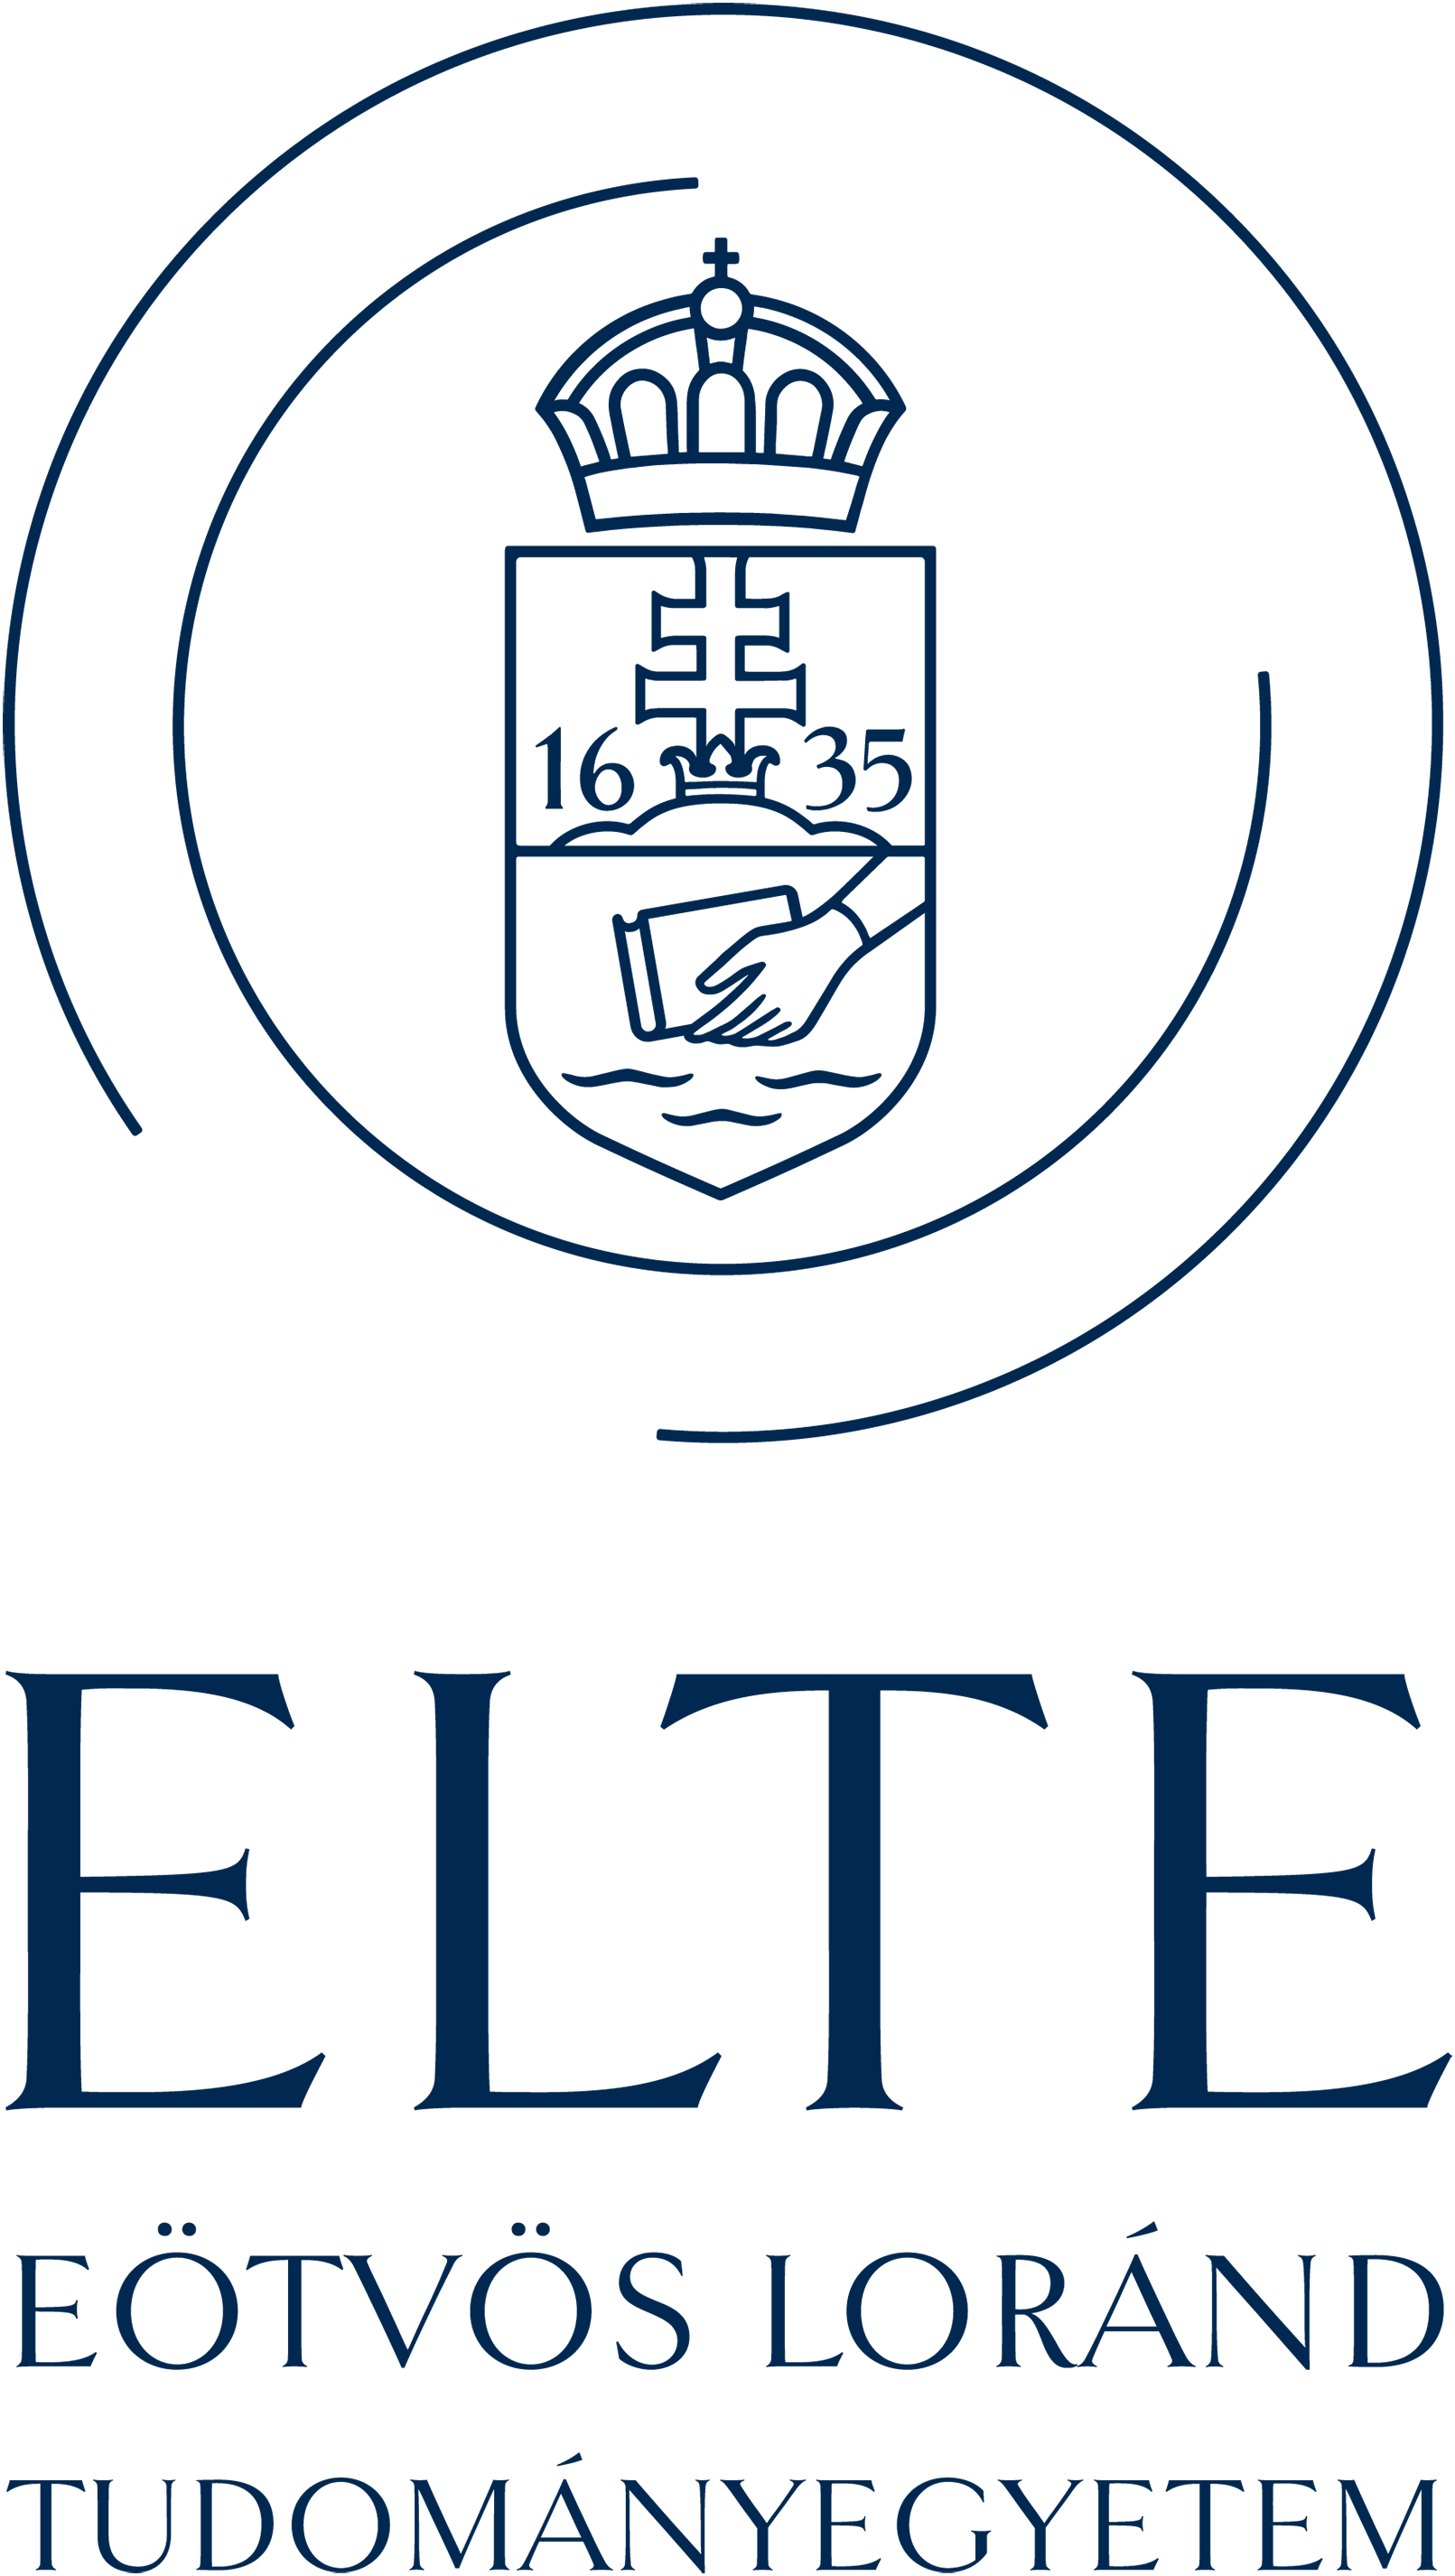 16 35
ELTE
EÖTVÖS LORÁND
TUDOMÁNYEGYETEM